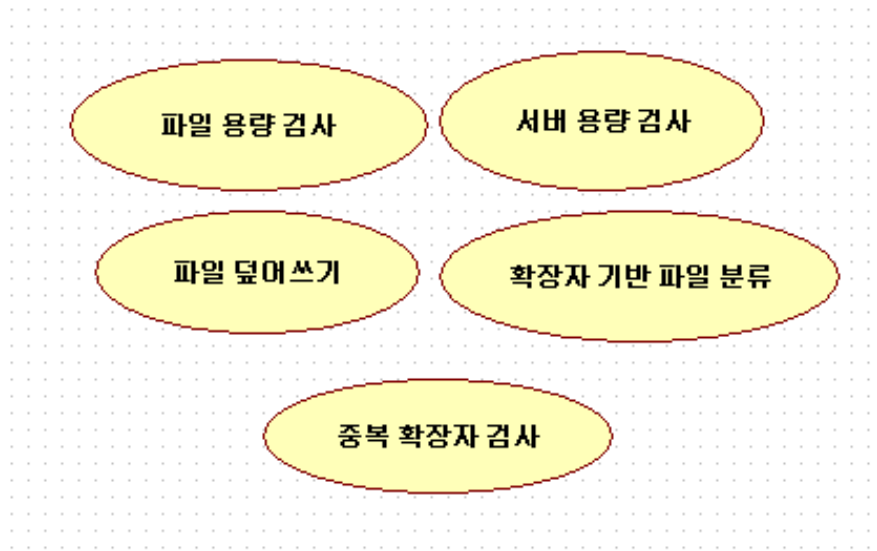 파일 용량 검사
서버 용량 검사
파일 덮어쓰기
확장자 기반 파일 분류
중복 확장자 검사